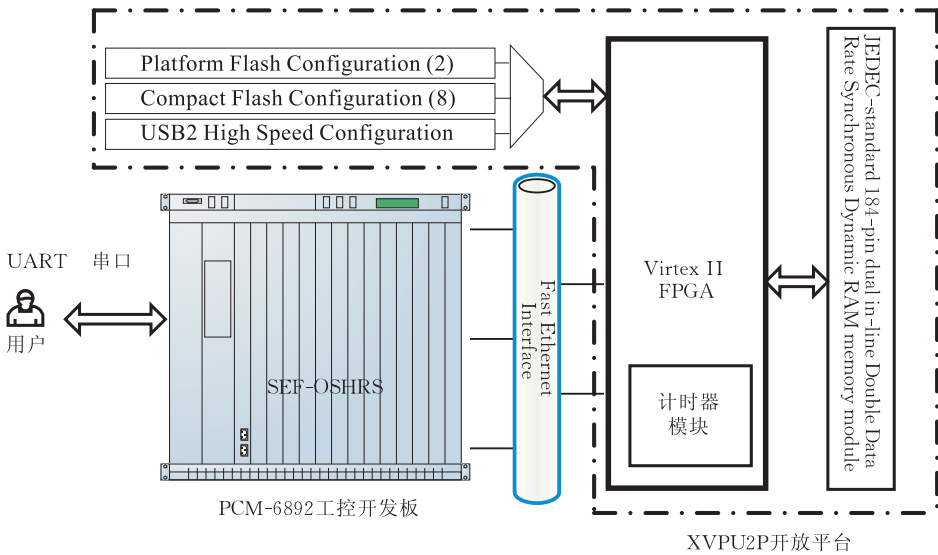 Platform Flash Configuration (2)
Compact Flash Configuration (8)
USB2 High Speed Configuration
JEDEC-standard 184-pin dual in-line Double Data
Rate Synchronous Dynamic RAM memory module
UART 串口
用户
SEF-OSHRS
PCM-6892工控开发板
Fast Ethernet
Interface
Virtex II
FPGA
计时器
模块
XVPU2P开放平台